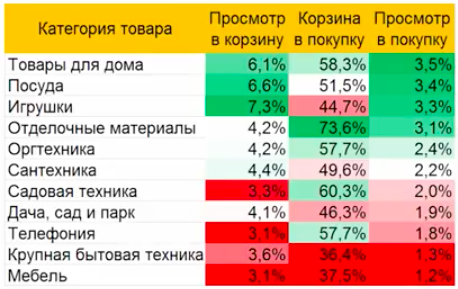 Категория товара Просмотр в корзину Корзина в покупку Просмотр в покупку
Товары для дома 6,1% 58,3% 3,5%
Посуда 6,6% 51,5% 3,4%
Игрушки 7,3% 44,7% 3,3%
Отделочные материалы 4,2% 73,6% 3,1%
Оргтехника 4,2% 57,7% 2,4%
Сантехника 4,4% 49,6% 2,2%
Садовая техника 3,3% 60,3% 2,0%
Дача, сад и парк 4,1% 46,3% 1,9%
Телефония 3,1% 57,7% 1,8%
Крупная бытовая техника 3,6% 36,4% 1,3%
Мебель 3,1% 37,5% 1,2%